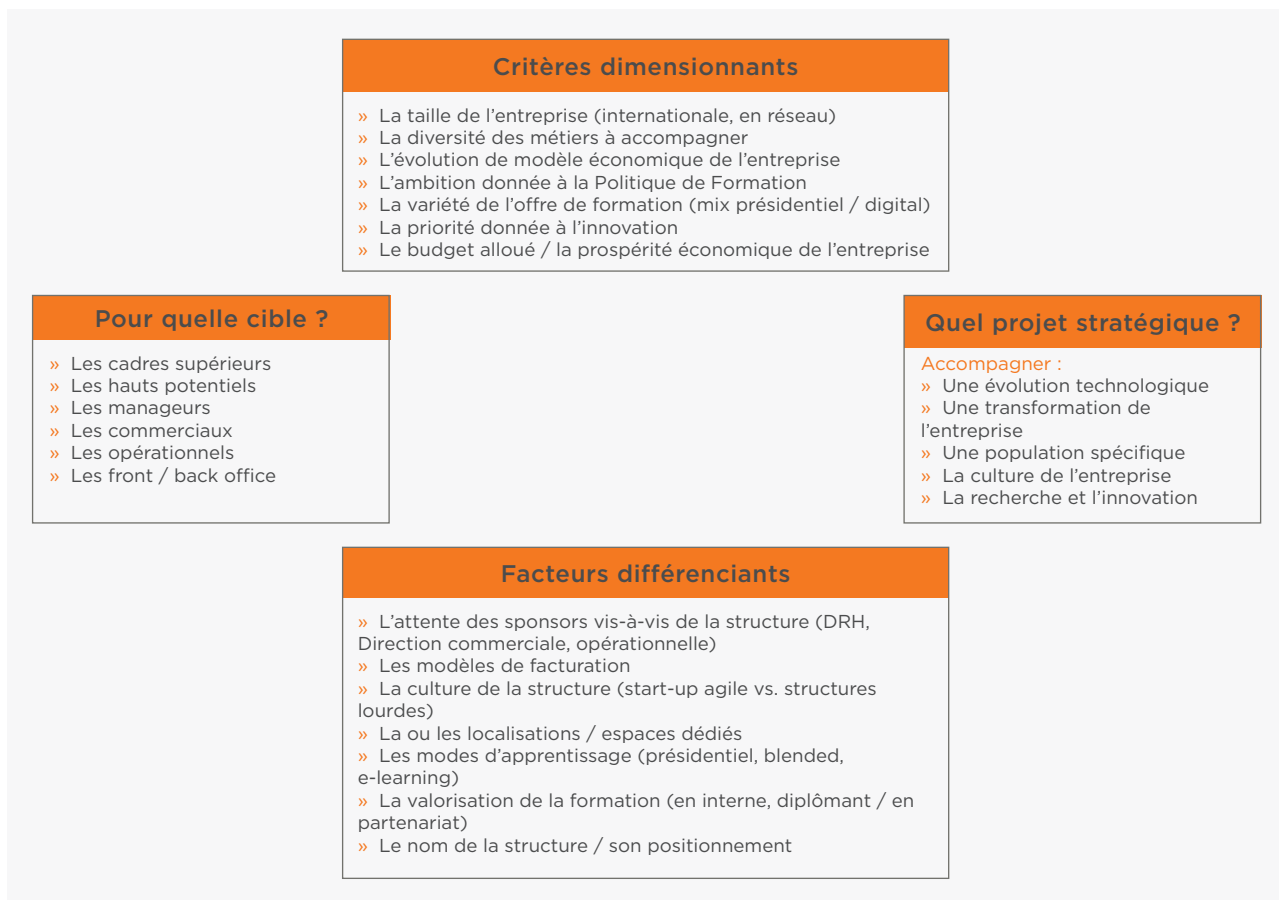 Critères dimensionnants
» La taille de l'entreprise (internationale, en réseau)
» La diversité des métiers à accompagner
» L'évolution de modèle économique de l'entreprise
» L'ambition donnée à la Politique de Formation
» La variété de l'offre de formation (mix présidentiel / digital)
» La priorité donnée à l'innovation
» Le budget alloué / la prospérité économique de l'entreprise
Pour quelle cible ?
» Les cadres supérieurs
» Les hauts potentiels
» Les manageurs
» Les commerciaux
» Les opérationnels
» Les front / back office
Quel projet stratégique ?
Accompagner :
» Une évolution technologique
» Une transformation de
l'entreprise
» Une population spécifique
» La culture de l'entreprise
» La recherche et l'innovation
Facteurs différenciants
» L'attente des sponsors vis-à-vis de la structure (DRH,
Direction commerciale, opérationnelle)
» Les modèles de facturation
» La culture de la structure (start-up agile vs. structures
lourdes)
» La ou les localisations / espaces dédiés
» Les modes d'apprentissage (présidentiel, blended,
e-learning)
» La valorisation de la formation (en interne, diplômant / en
partenariat)
» Le nom de la structure / son positionnement